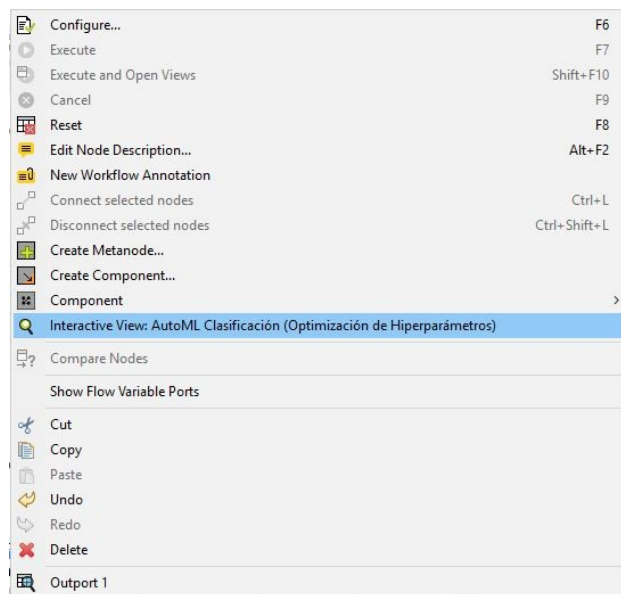 Configure... F6
Execute F7
Execute and Open Views Shift+F10
Cancel F9
Reset F8
Edit Node Description... Alt+F2
New Workflow Annotation
Connect selected nodes Ctrl+L
Disconnect selected nodes Ctrl+Shift+L
Create Metanode...
Create Component...
Component
Interactive View: AutoML Clasificación (Optimización de Hiperparámetros)
Compare Nodes
Show Flow Variable Ports
Cut
Copy
Paste
Undo
Redo
Delete
Outport 1